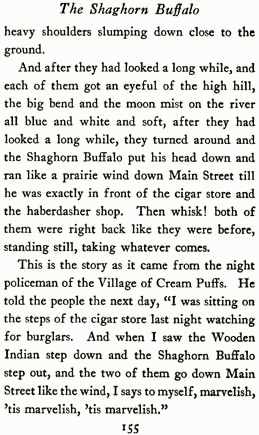 The Shaghorn Buffalo
heavy shoulders slumping down close to the
ground.
And after they had looked a long while, and
each of them got an eyeful of the high hill,
the big bend and the moon mist on the river
all blue and white and soft, after they had
looked a long while, they turned around and
the Shaghorn Buffalo put his head down and
ran like a prairie wind down Main Street till
he was exactly in front of the cigar store and
the haberdasher shop. Then whisk! both of
them were right back like they were before,
standing still, taking whatever comes.
This is the story as it came from the night
policeman of the Village of Cream Puffs. He
told the people the next day, “I was sitting on
the steps of the cigar store last night watching
for burglars. And when I saw the Wooden
Indian step down and the Shaghorn Buffalo
step out, and the two of them go down Main
Street like the wind, I says to myself, marvelish,
’tis marvelish, ’tis marvelish.”
155